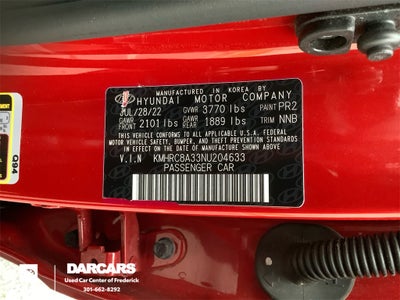 MANUFACTURED IN KOREA
HYUNDAI MOTOR COMPANY
JUL/28/22 GVWR 3770 lbs PAINT PR2
GAWR FRONT 2101 lbs GAWR REAR 1889 lbs TRIM NNB
THIS VEHICLE CONFORMS TO ALL APPLICABLE
FEDERAL MOTOR VEHICLE SAFETY, BUMPER,
AND THEFT PREVENTION STANDARDS IN EFFECT
ON THE DATE OF MANUFACTURE SHOWN ABOVE.
V.I.N KMHRC8A33NU204633
PASSENGER CAR
Q94
DARCARS
Used Car Center of Frederick
301-662-8292